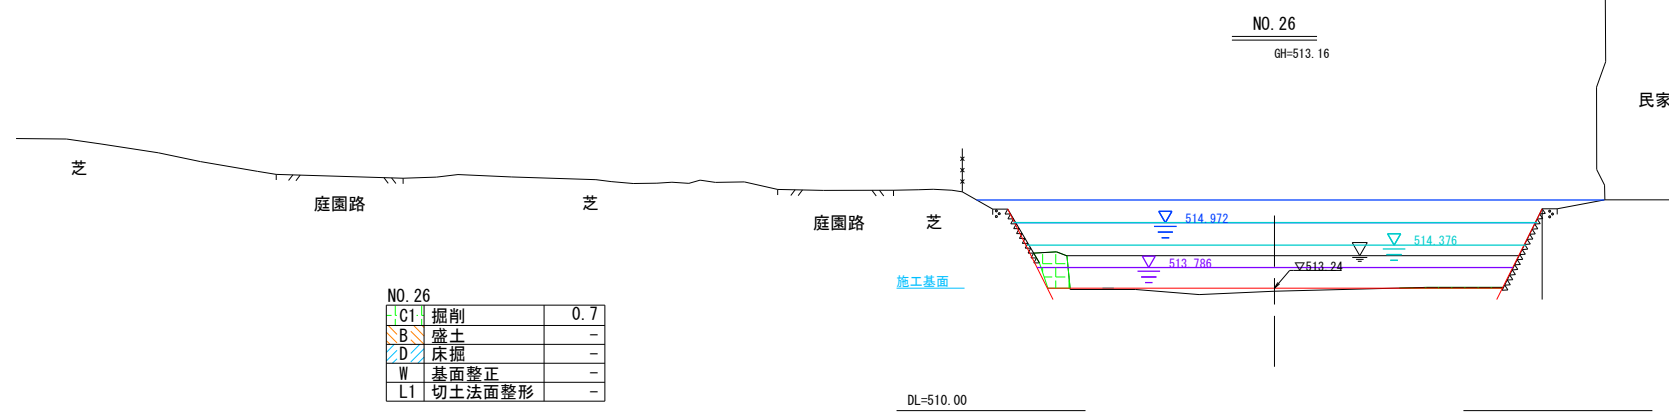 NO. 26
GH=513.16
民家
芝
庭園路
芝
庭園路
芝
514.972
514.376
513.786
513.24
施工基面
NO. 26
C1 掘削 0.7
B 盛土 -
D 床掘 -
W 基面整正 -
L1 切土法面整形 -
DL=510.00